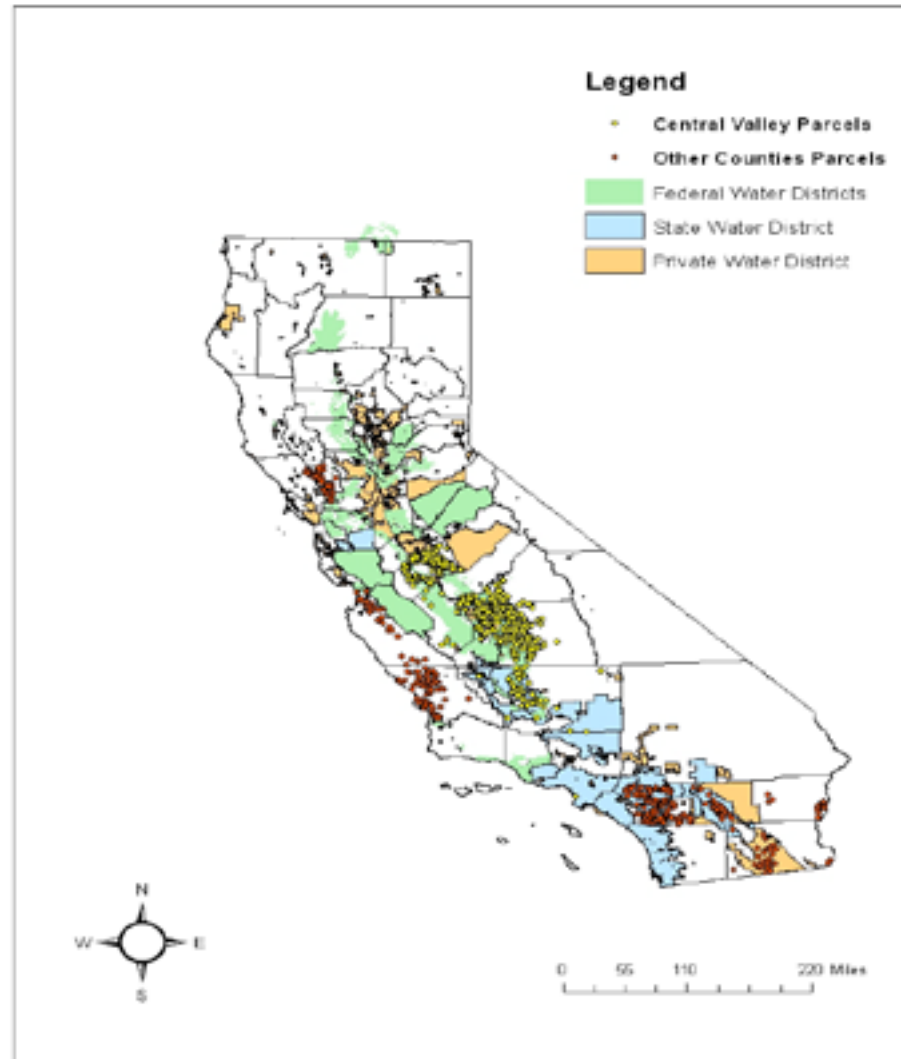 Legend
Central Valley Parcels
Other Counties Parcels
Federal Water Districts
State Water District
Private Water District
N
W E
S
0 55 110 220 Miles